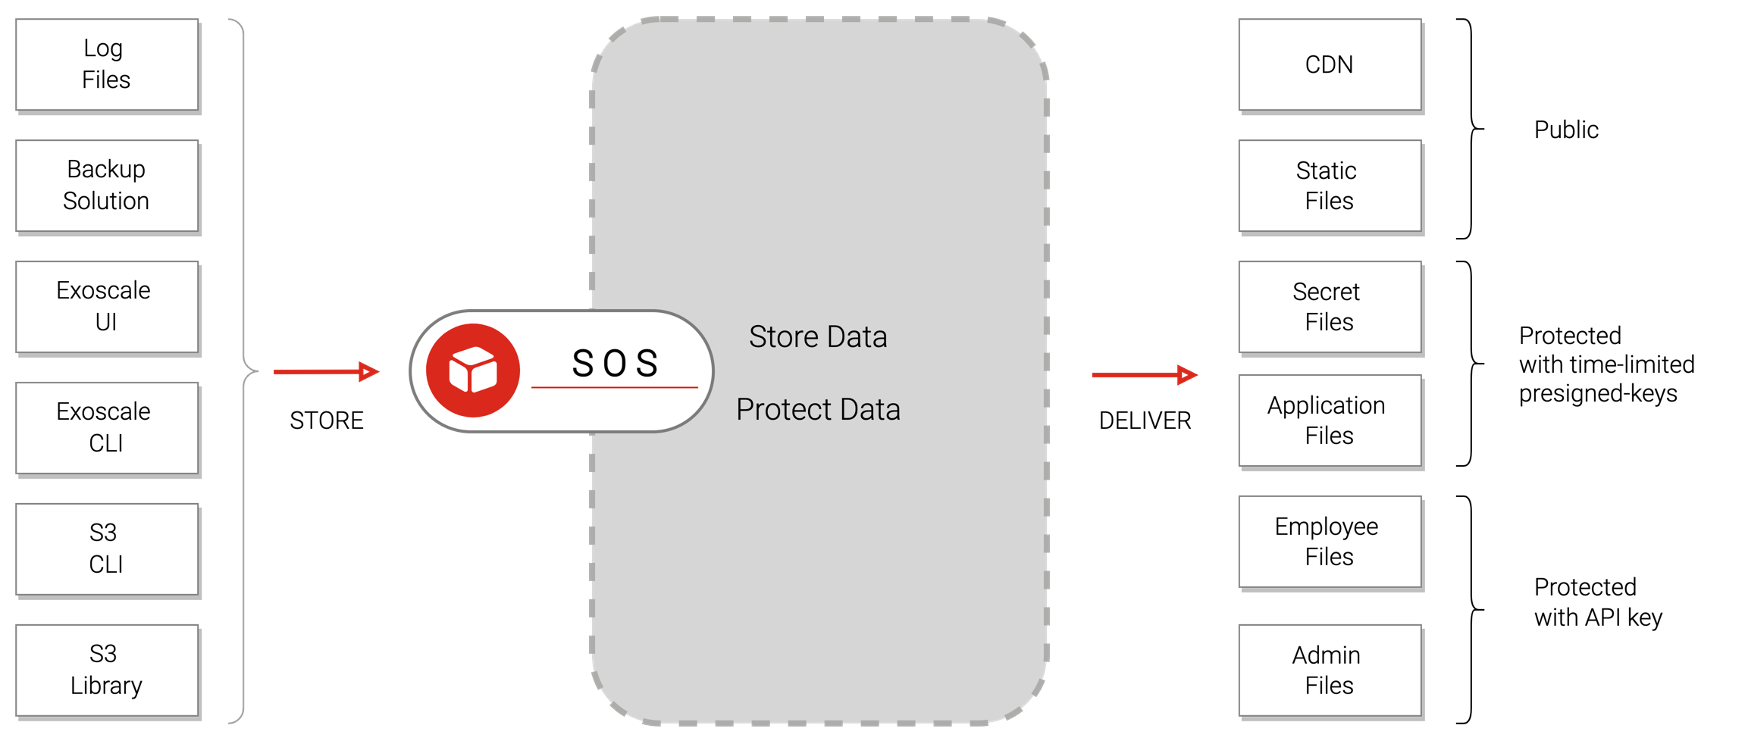 Log
Files
Backup
Solution
Exoscale
UI
Exoscale
CLI
S3
CLI
S3
Library
STORE
SOS
Store Data
Protect Data
DELIVER
CDN
Static
Files
Secret
Files
Application
Files
Employee
Files
Admin
Files
Public
Protected
with time-limited
presigned-keys
Protected
with API key